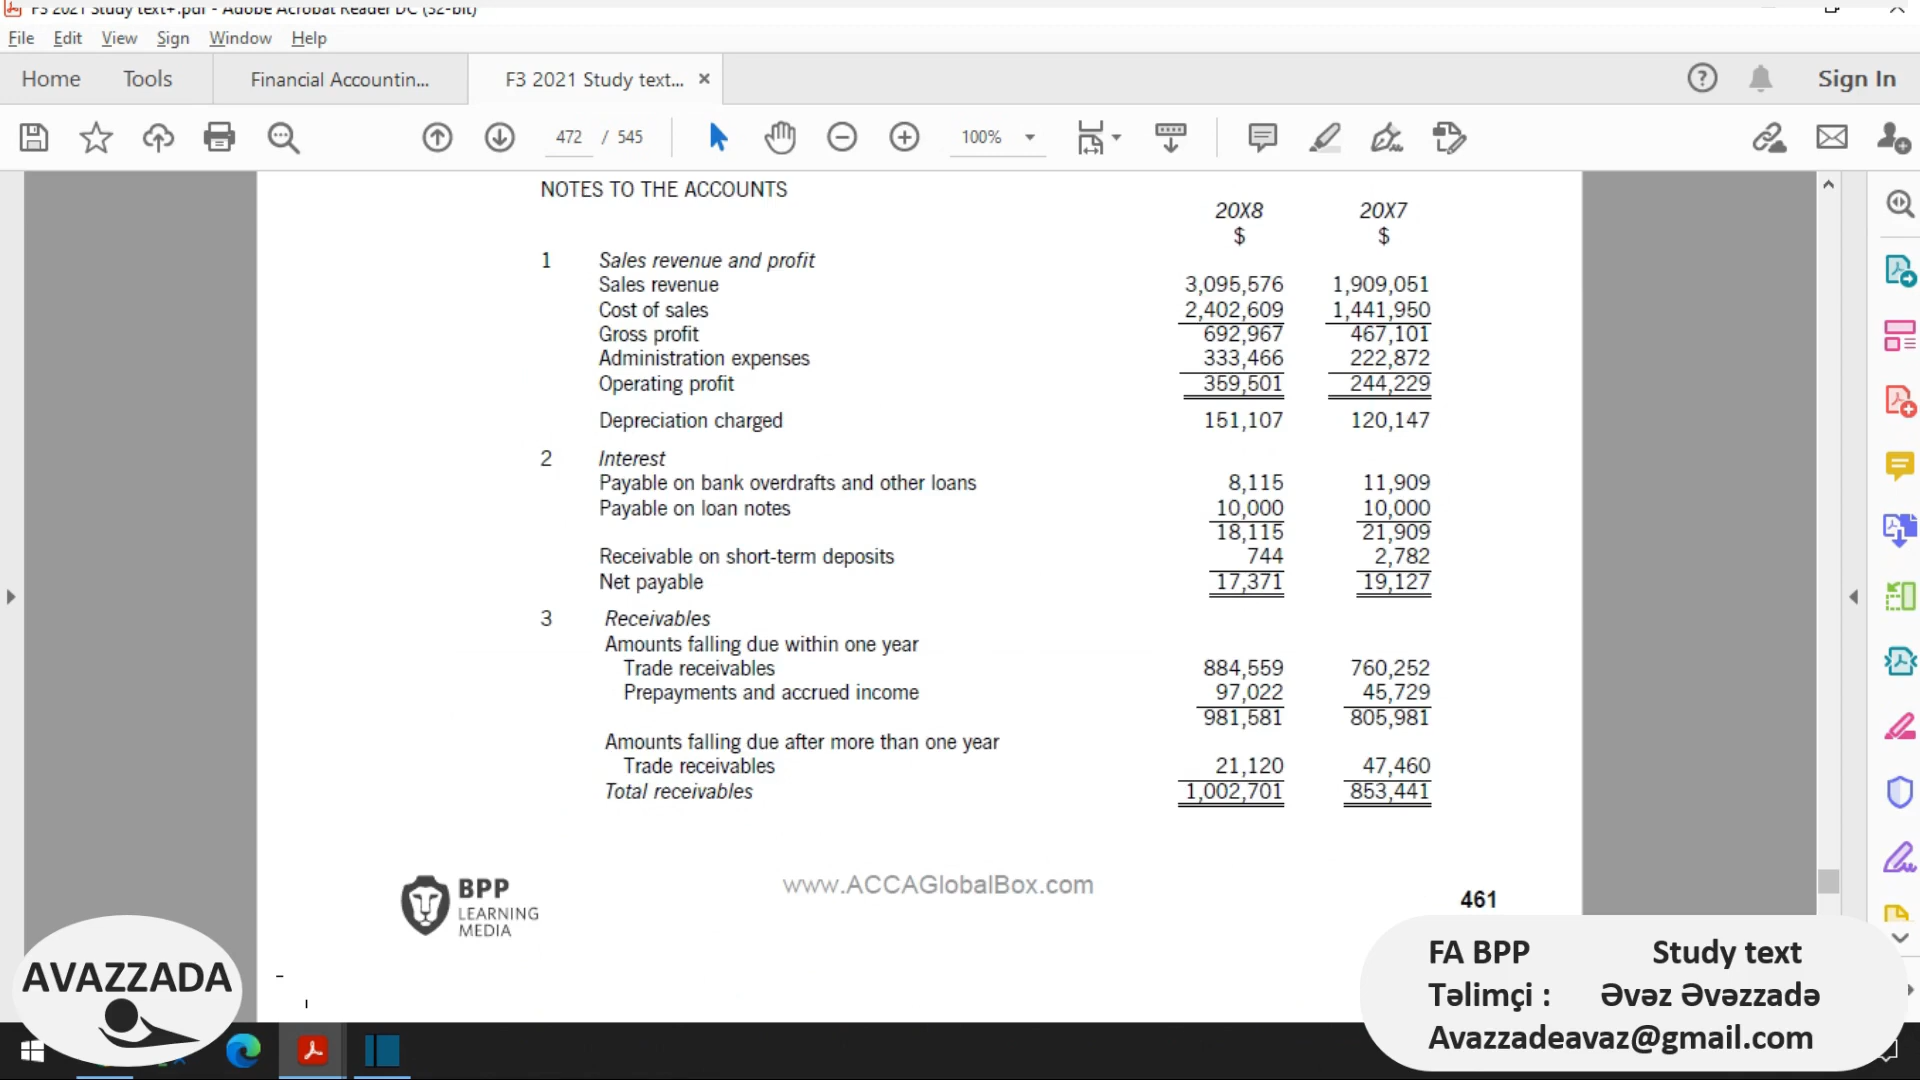 F3 2021 Study text+.pdf - Adobe Acrobat Reader DC (32-bit)
File Edit View Sign Window Help
Home Tools Financial Accountin... F3 2021 Study text... × Sign In
472 / 545 100%
NOTES TO THE ACCOUNTS
20X8 20X7
$ $
1 Sales revenue and profit
Sales revenue 3,095,576 1,909,051
Cost of sales 2,402,609 1,441,950
Gross profit 692,967 467,101
Administration expenses 333,466 222,872
Operating profit 359,501 244,229
Depreciation charged 151,107 120,147
2 Interest
Payable on bank overdrafts and other loans 8,115 11,909
Payable on loan notes 10,000 10,000
18,115 21,909
Receivable on short-term deposits 744 2,782
Net payable 17,371 19,127
3 Receivables
Amounts falling due within one year
Trade receivables 884,559 760,252
Prepayments and accrued income 97,022 45,729
981,581 805,981
Amounts falling due after more than one year
Trade receivables 21,120 47,460
Total receivables 1,002,701 853,441
BPP
LEARNING
MEDIA
www.ACCAGlobalBox.com
461
AVAZZADA
FA BPP Study text
Təlimçi : Əvəz Əvəzzadə
Avazzadeavaz@gmail.com